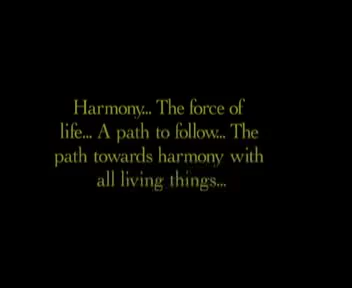 Harmony... The force of
life... A path to follow... The
path towards harmony with
all living things...